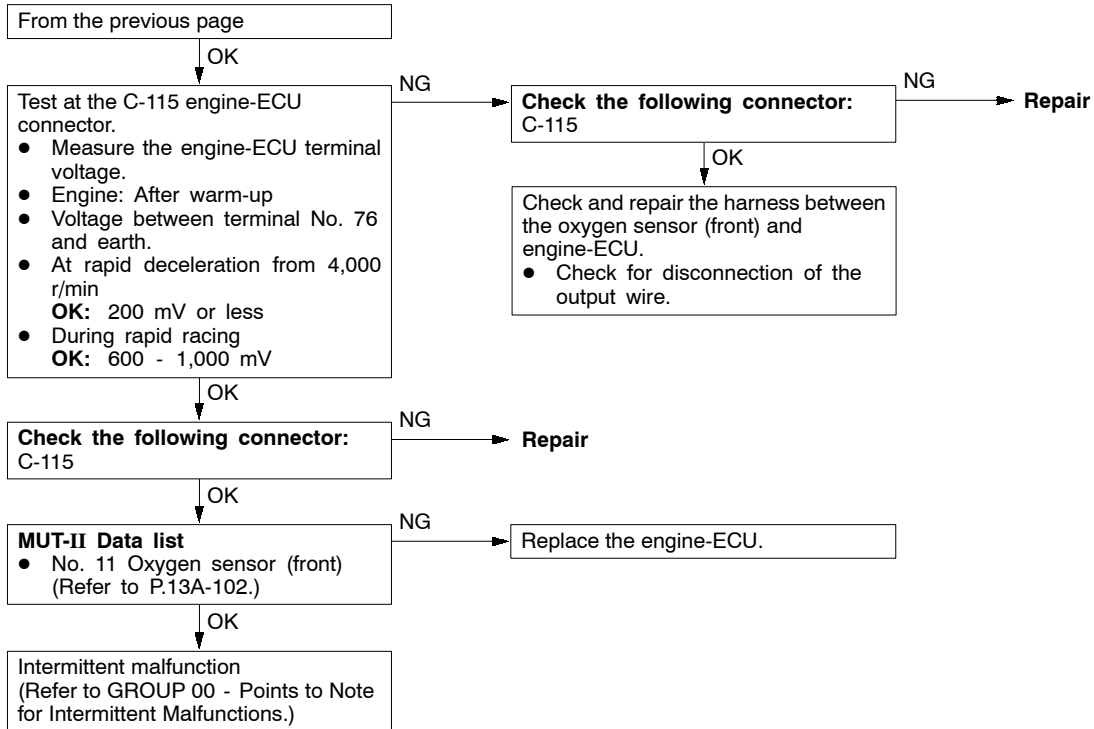 From the previous page
OK
Test at the C-115 engine-ECU
connector.
● Measure the engine-ECU terminal
voltage.
● Engine: After warm-up
● Voltage between terminal No. 76
and earth.
● At rapid deceleration from 4,000
r/min
OK: 200 mV or less
● During rapid racing
OK: 600 - 1,000 mV
NG
Check the following connector:
C-115
NG
Repair
OK
Check and repair the harness between
the oxygen sensor (front) and
engine-ECU.
● Check for disconnection of the
output wire.
OK
Check the following connector:
C-115
NG
Repair
OK
MUT-II Data list
● No. 11 Oxygen sensor (front)
(Refer to P.13A-102.)
NG
Replace the engine-ECU.
OK
Intermittent malfunction
(Refer to GROUP 00 - Points to Note
for Intermittent Malfunctions.)